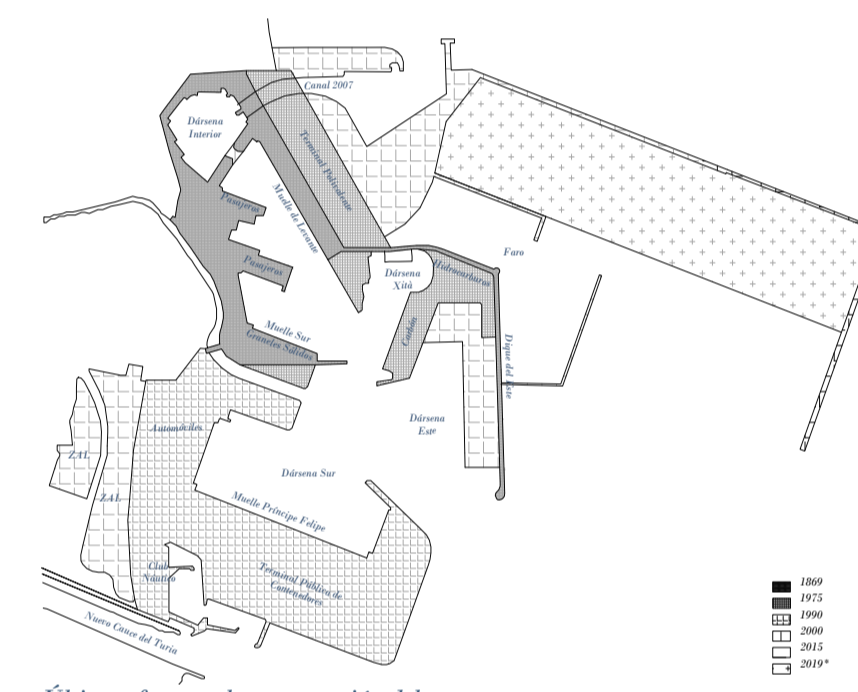 Canal 2007
Dársena
Interior
Terminal Polivalente
Pasajeros
Muelle de Levante
Faro
Pasajeros
Dársena
Xità
Hidrocarburos
Muelle Sur
Graneles Sólidos
Carbón
Dique del Este
Automóviles
Dársena
Este
ZAL
Dársena Sur
ZAL
Muelle Príncipe Felipe
Club
Náutico
Terminal Pública de
Contenedores
Nuevo Cauce del Turia
1869
1975
1990
2000
2015
2019*